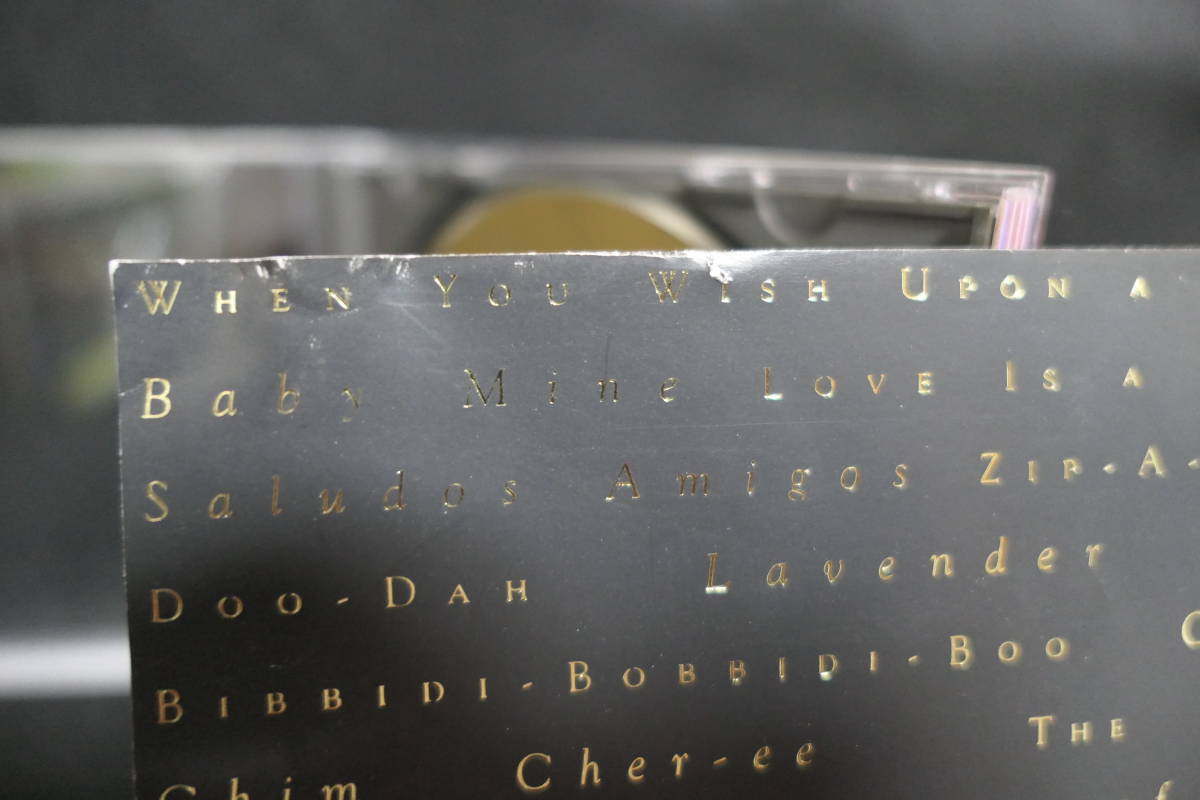 WHEN YOU WISH UPON A
Baby Mine LOVE IS A
Saludos Amigos ZIP-A-
DOO-DAH Lavender
BIBBIDI-BOBBIDI-BOO
Chim Cher-ee THE